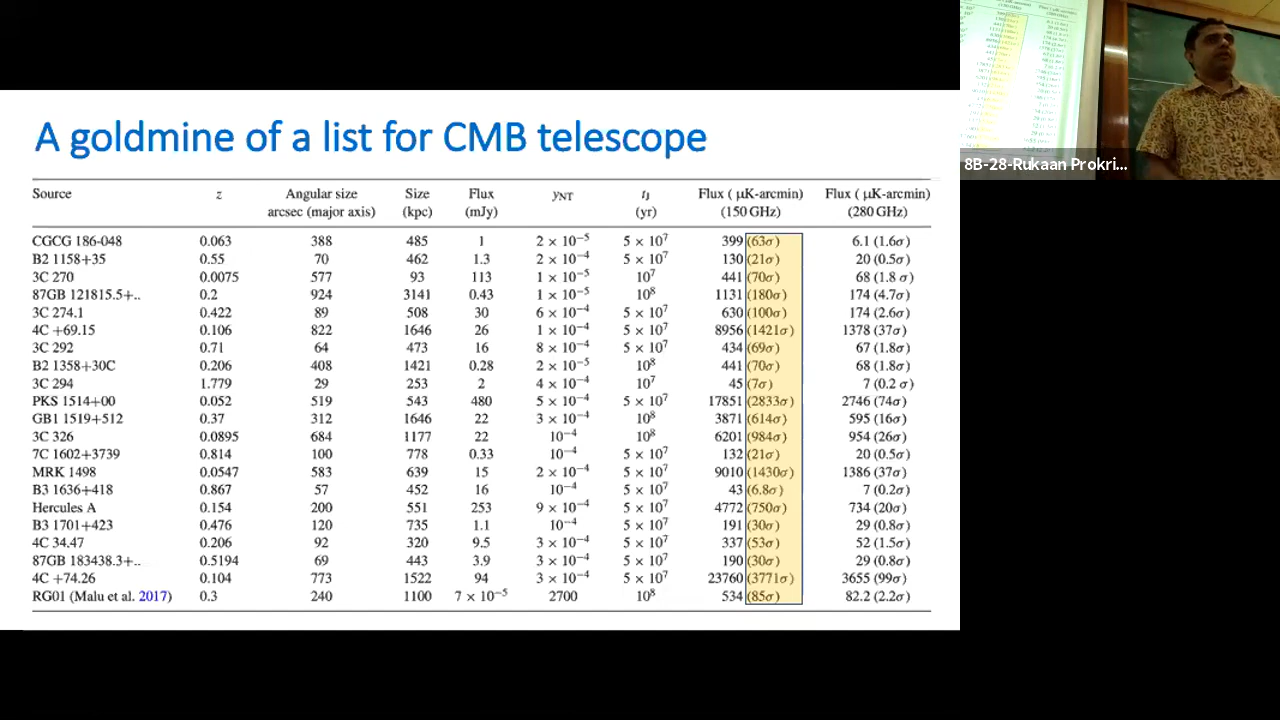 A goldmine of a list for CMB telescope
Source z Angular size Size Flux yNT tJ Flux ( μK-arcmin) Flux ( μK-arcmin)
arcsec (major axis) (kpc) (mJy) (yr) (150 GHz) (280 GHz)
CGCG 186-048 0.063 388 485 1 2 × 10⁻⁵ 5 × 10⁷ 399 (63σ) 6.1 (1.6σ)
B2 1158+35 0.55 70 462 1.3 2 × 10⁻⁴ 5 × 10⁷ 130 (21σ) 20 (0.5σ)
3C 270 0.0075 577 93 113 1 × 10⁻⁵ 10⁷ 441 (70σ) 68 (1.8 σ)
87GB 121815.5+.. 0.2 924 3141 0.43 1 × 10⁻⁵ 10⁸ 1131 (180σ) 174 (4.7σ)
3C 274.1 0.422 89 508 30 6 × 10⁻⁴ 5 × 10⁷ 630 (100σ) 174 (2.6σ)
4C +69.15 0.106 822 1646 26 1 × 10⁻⁴ 5 × 10⁷ 8956 (1421σ) 1378 (37σ)
3C 292 0.71 64 473 16 8 × 10⁻⁴ 5 × 10⁷ 434 (69σ) 67 (1.8σ)
B2 1358+30C 0.206 408 1421 0.28 2 × 10⁻⁵ 10⁸ 441 (70σ) 68 (1.8σ)
3C 294 1.779 29 253 2 4 × 10⁻⁴ 10⁷ 45 (7σ) 7 (0.2 σ)
PKS 1514+00 0.052 519 543 480 5 × 10⁻⁴ 5 × 10⁷ 17851 (2833σ) 2746 (74σ)
GB1 1519+512 0.37 312 1646 22 3 × 10⁻⁴ 10⁸ 3871 (614σ) 595 (16σ)
3C 326 0.0895 684 1177 22 10⁻⁴ 10⁸ 6201 (984σ) 954 (26σ)
7C 1602+3739 0.814 100 778 0.33 10⁻⁴ 5 × 10⁷ 132 (21σ) 20 (0.5σ)
MRK 1498 0.0547 583 639 15 2 × 10⁻⁴ 5 × 10⁷ 9010 (1430σ) 1386 (37σ)
B3 1636+418 0.867 57 452 16 10⁻⁴ 5 × 10⁷ 43 (6.8σ) 7 (0.2σ)
Hercules A 0.154 200 551 253 9 × 10⁻⁴ 5 × 10⁷ 4772 (750σ) 734 (20σ)
B3 1701+423 0.476 120 735 1.1 10⁻⁴ 5 × 10⁷ 191 (30σ) 29 (0.8σ)
4C 34.47 0.206 92 320 9.5 3 × 10⁻⁴ 5 × 10⁷ 337 (53σ) 52 (1.5σ)
87GB 183438.3+.. 0.5194 69 443 3.9 3 × 10⁻⁴ 5 × 10⁷ 190 (30σ) 29 (0.8σ)
4C +74.26 0.104 773 1522 94 3 × 10⁻⁴ 5 × 10⁷ 23760 (3771σ) 3655 (99σ)
RG01 (Malu et al. 2017) 0.3 240 1100 7 × 10⁻⁵ 2700 10⁸ 534 (85σ) 82.2 (2.2σ)
8B-28-Rukaan Prokri...